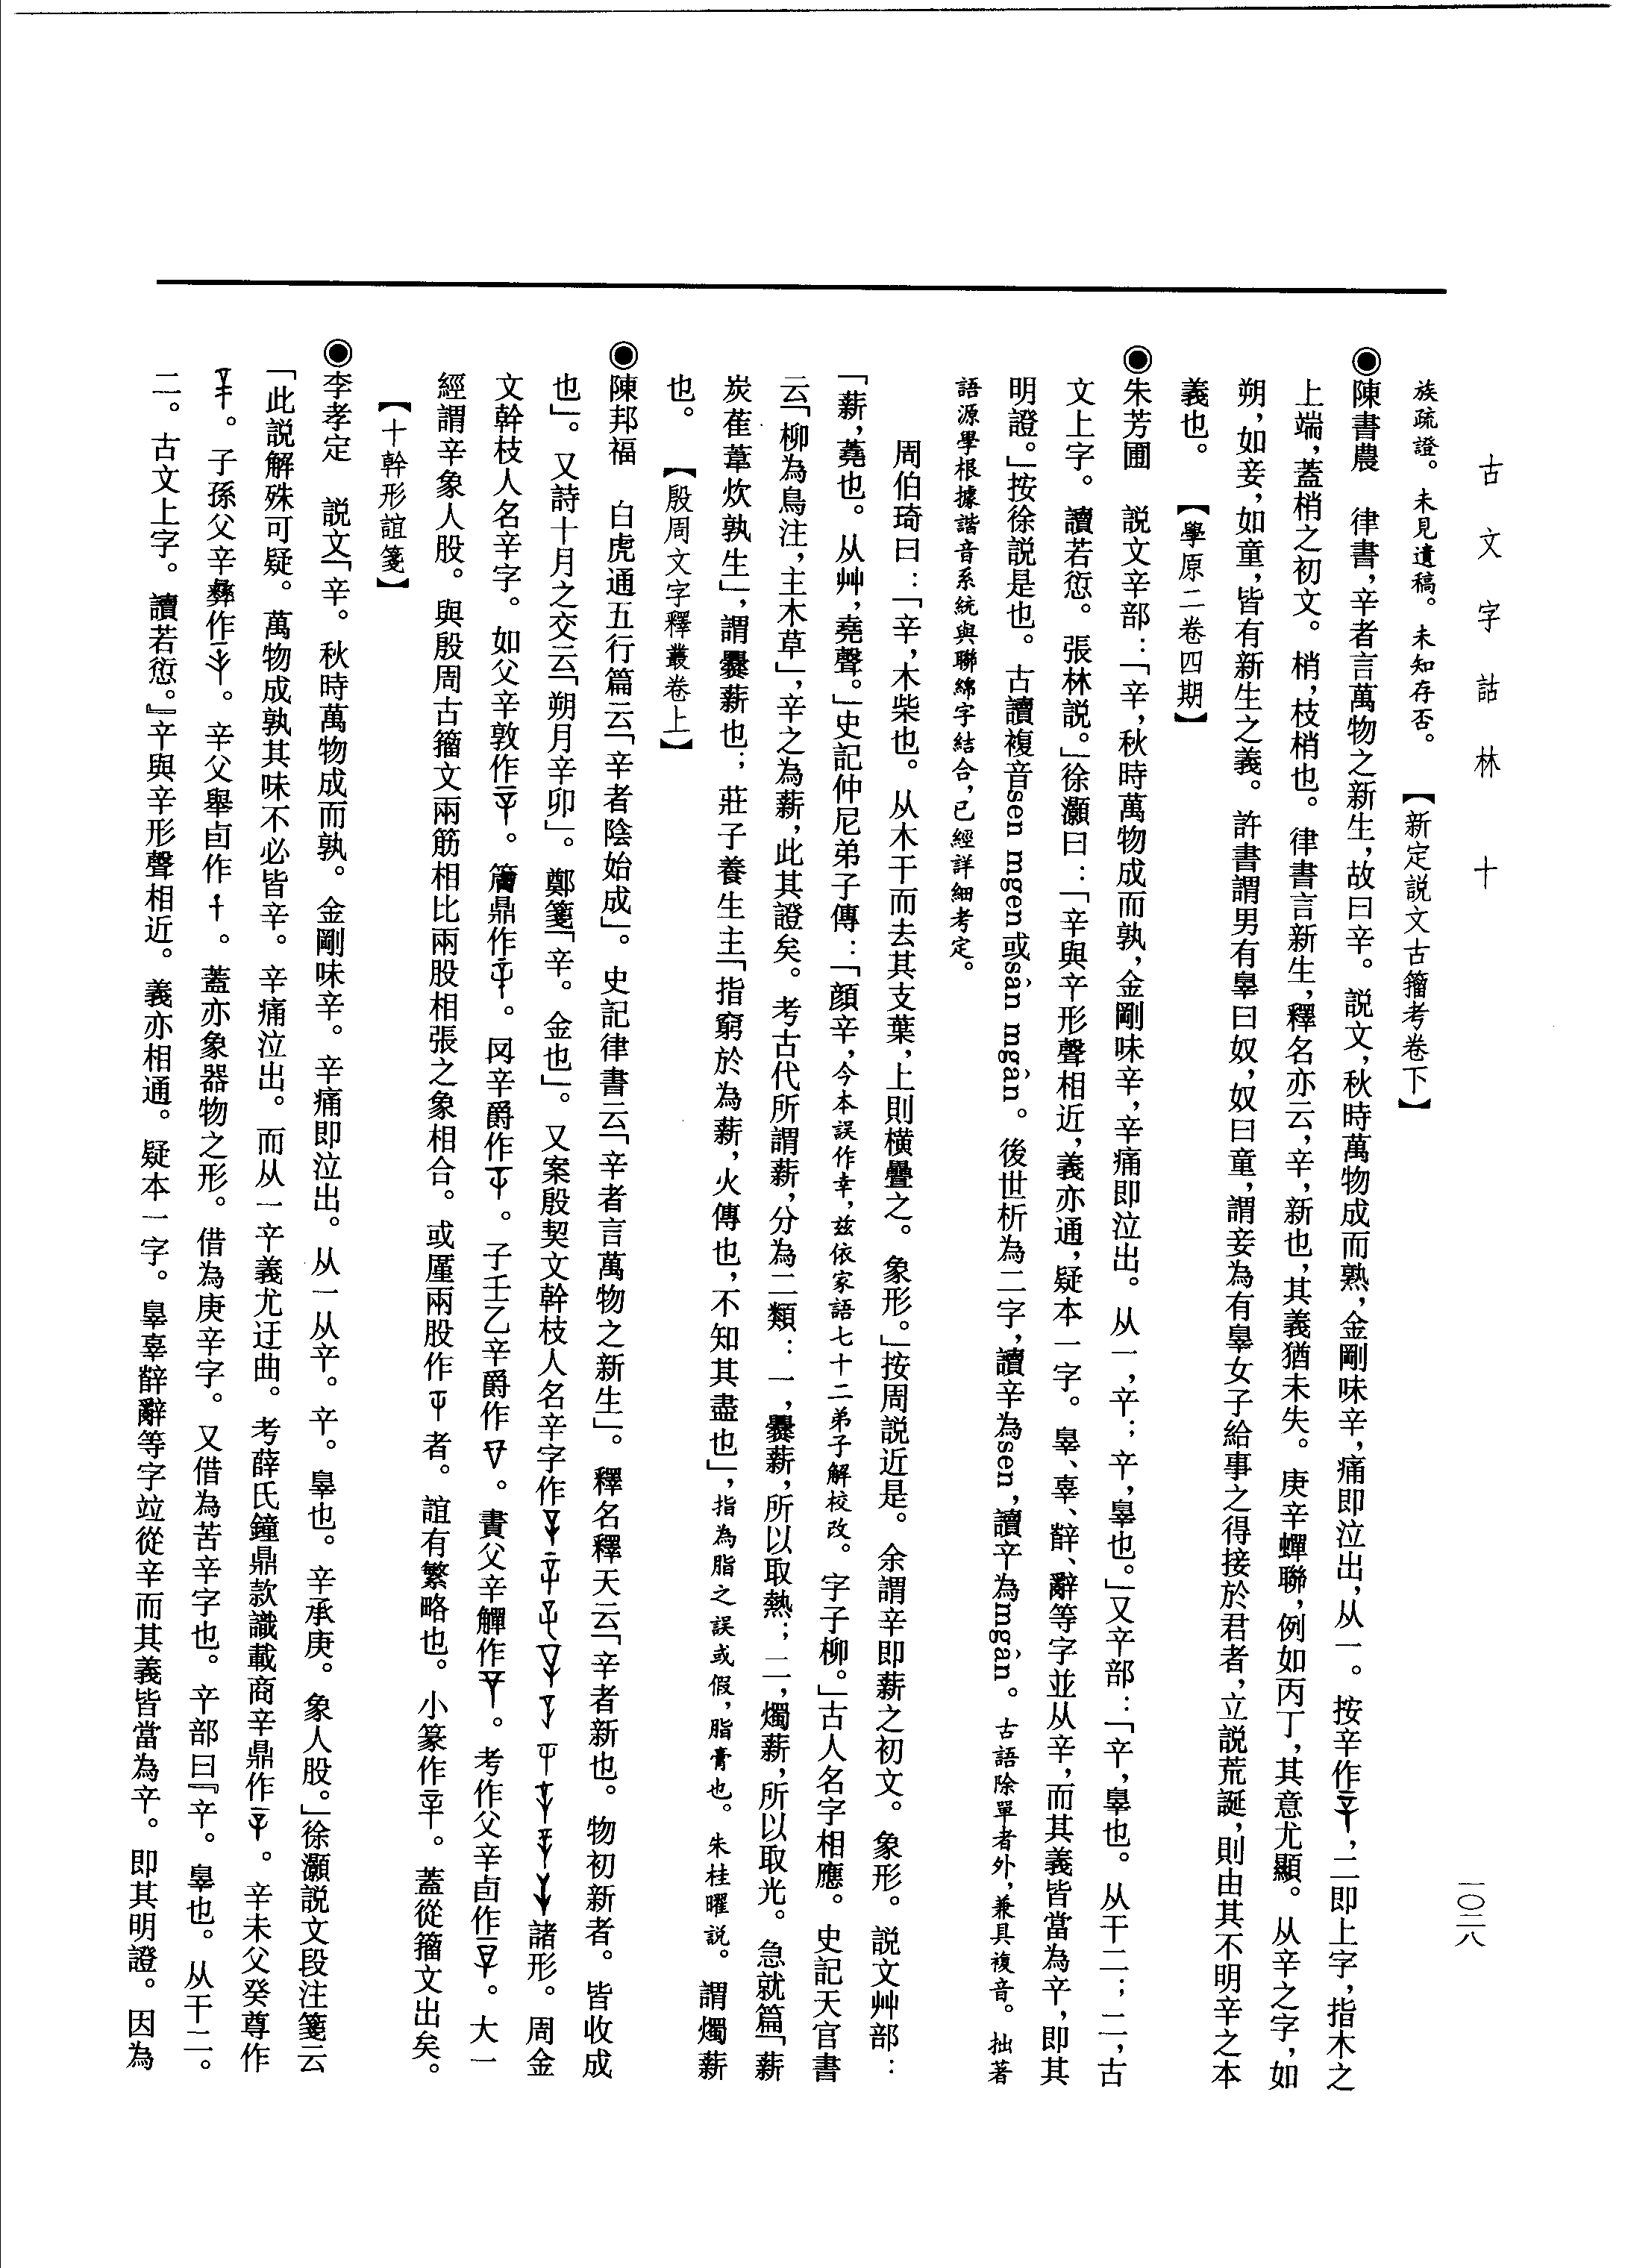 古文字詁林 十
一〇二八
族疏證。未見遺稿。未知存否。【新定説文古籀考卷下】
◉陳書農 律書，辛者言萬物之新生，故曰辛。説文，秋時萬物成而熟，金剛味辛，痛即泣出，从一。按辛作，二即上字，指木之
上端，蓋梢之初文。梢，枝梢也。律書言新生，釋名亦云，辛，新也，其義猶未失。庚辛蟬聯，例如丙丁，其意尤顯。从辛之字，如
朔，如妾，如童，皆有新生之義。許書謂男有辠曰奴，奴曰童，謂妾為有辠女子給事之得接於君者，立説荒誕，則由其不明辛之本
義也。【學原二卷四期】
◉朱芳圃 説文辛部：「辛，秋時萬物成而孰，金剛味辛，辛痛即泣出。从一，䇂；䇂，辠也。」又䇂部：「䇂，辠也。从干二；二，古
文上字。讀若愆。張林説。」徐灝曰：「辛與䇂形聲相近，義亦通，疑本一字。辠、辜、辥、辭等字並从辛，而其義皆當為䇂，即其
明證。」按徐説是也。古讀複音sen mgen或sân mgân。後世析為二字，讀辛為sen，讀䇂為mgân。古語除單者外，兼具複音。拙著
語源學根據諧音系統與聯綿字結合，已經詳細考定。
周伯琦曰：「辛，木柴也。从木干而去其支葉，上則橫疊之。象形。」按周説近是。余謂辛即薪之初文。象形。説文艸部：
「薪，蕘也。从艸，堯聲。」史記仲尼弟子傳：「顔辛，今本誤作幸，兹依家語七十二弟子解校改。字子柳。」古人名字相應。史記天官書
云「柳為鳥注，主木草」，辛之為薪，此其證矣。考古代所謂薪，分為二類：一，爨薪，所以取熱；二，燭薪，所以取光。急就篇「薪
炭萑葦炊孰生」，謂爨薪也；莊子養生主「指窮於為薪，火傳也，不知其盡也」，指為脂之誤或假，脂膏也。朱桂曜説。謂燭薪
也。【殷周文字釋叢卷上】
◉陳邦福 白虎通五行篇云「辛者陰始成」。史記律書云「辛者言萬物之新生」。釋名釋天云「辛者新也。物初新者。皆收成
也」。又詩十月之交云「朔月辛卯」。鄭箋「辛。金也」。又案殷契文幹枝人名辛字作諸形。周金
文幹枝人名辛字。如父辛敦作。鼎作。辛爵作。子壬乙辛爵作。父辛觶作。考作父辛卣作。大一
經謂辛象人股。與殷周古籀文兩筋相比兩股相張之象相合。或厪兩股作者。誼有繁略也。小篆作。蓋從籀文出矣。
【十幹形誼箋】
◉李孝定 説文「辛。秋時萬物成而孰。金剛味辛。辛痛即泣出。从一从䇂。䇂。辠也。辛承庚。象人股。」徐灝説文段注箋云
「此説解殊可疑。萬物成孰其味不必皆辛。辛痛泣出。而从一䇂義尤迂曲。考薛氏鐘鼎款識載商辛鼎作。辛未父癸尊作
。子孫父辛彝作。辛父舉卣作。蓋亦象器物之形。借為庚辛字。又借為苦辛字也。䇂部曰『䇂。辠也。从干二。
二。古文上字。讀若愆。』䇂與辛形聲相近。義亦相通。疑本一字。辠辜辥辭等字竝從辛而其義皆當為䇂。即其明證。因為